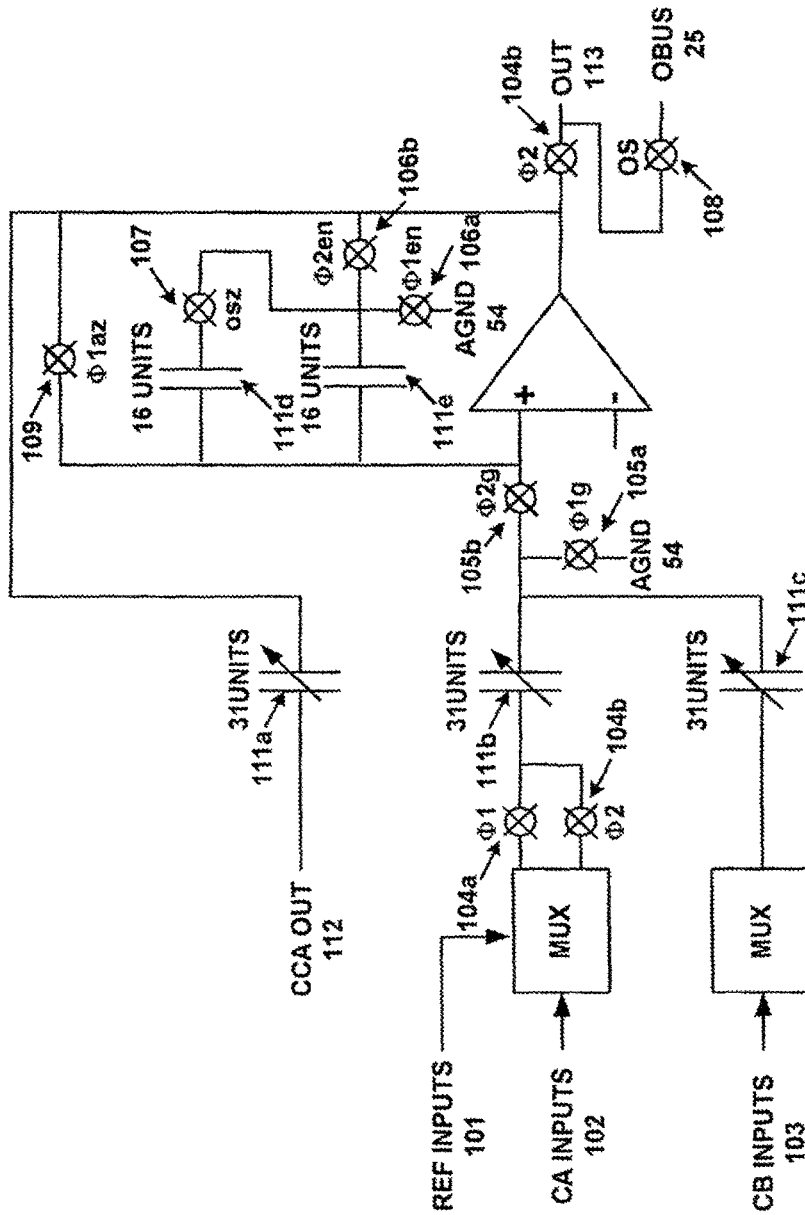 109
Φ1az
107
16 UNITS
osz
111d
16 UNITS
Φ2en
106b
Φ1en
106a
AGND
54
111e
CCA OUT
112
31UNITS
111a
104b
Φ2
OUT
113
OS
OBUS
25
108
+
-
105b
Φ2g
Φ1g
105a
AGND
54
REF INPUTS
101
104a
Φ1
111b
31UNITS
104b
Φ2
MUX
CA INPUTS
102
31UNITS
111c
MUX
CB INPUTS
103